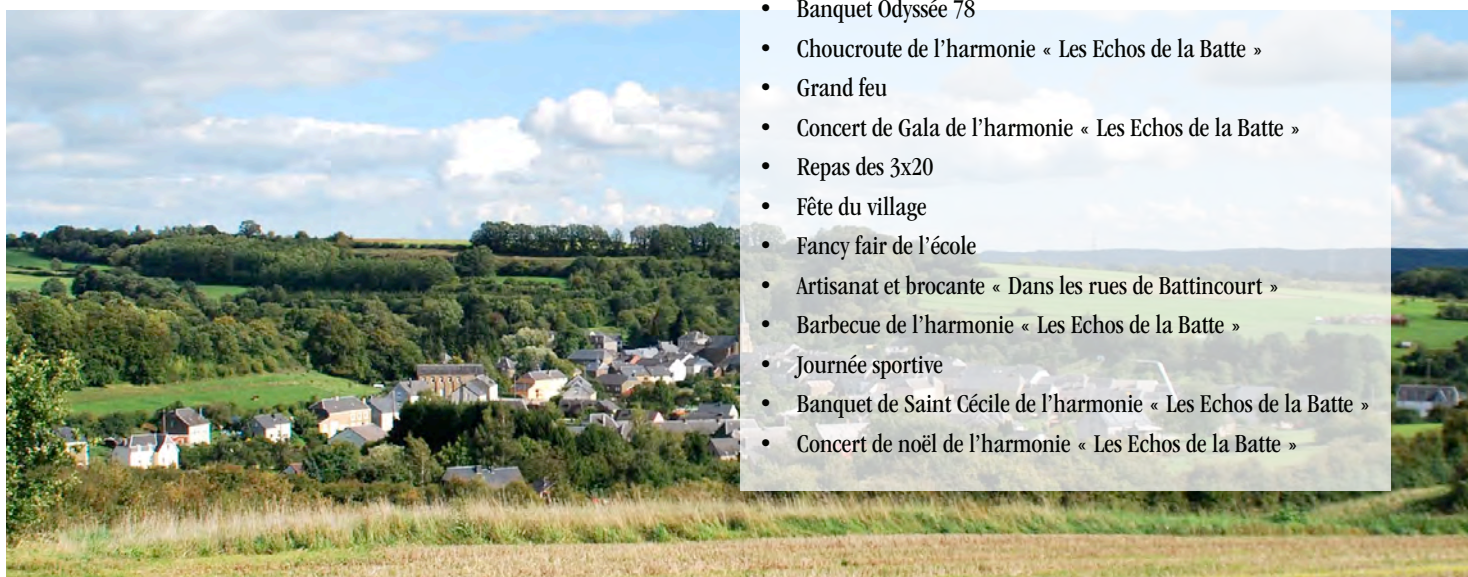 • Banquet Odyssée 78
• Choucroute de l’harmonie « Les Echos de la Batte »
• Grand feu
• Concert de Gala de l’harmonie « Les Echos de la Batte »
• Repas des 3x20
• Fête du village
• Fancy fair de l’école
• Artisanat et brocante « Dans les rues de Battincourt »
• Barbecue de l’harmonie « Les Echos de la Batte »
• Journée sportive
• Banquet de Saint Cécile de l’harmonie « Les Echos de la Batte »
• Concert de noël de l’harmonie « Les Echos de la Batte »